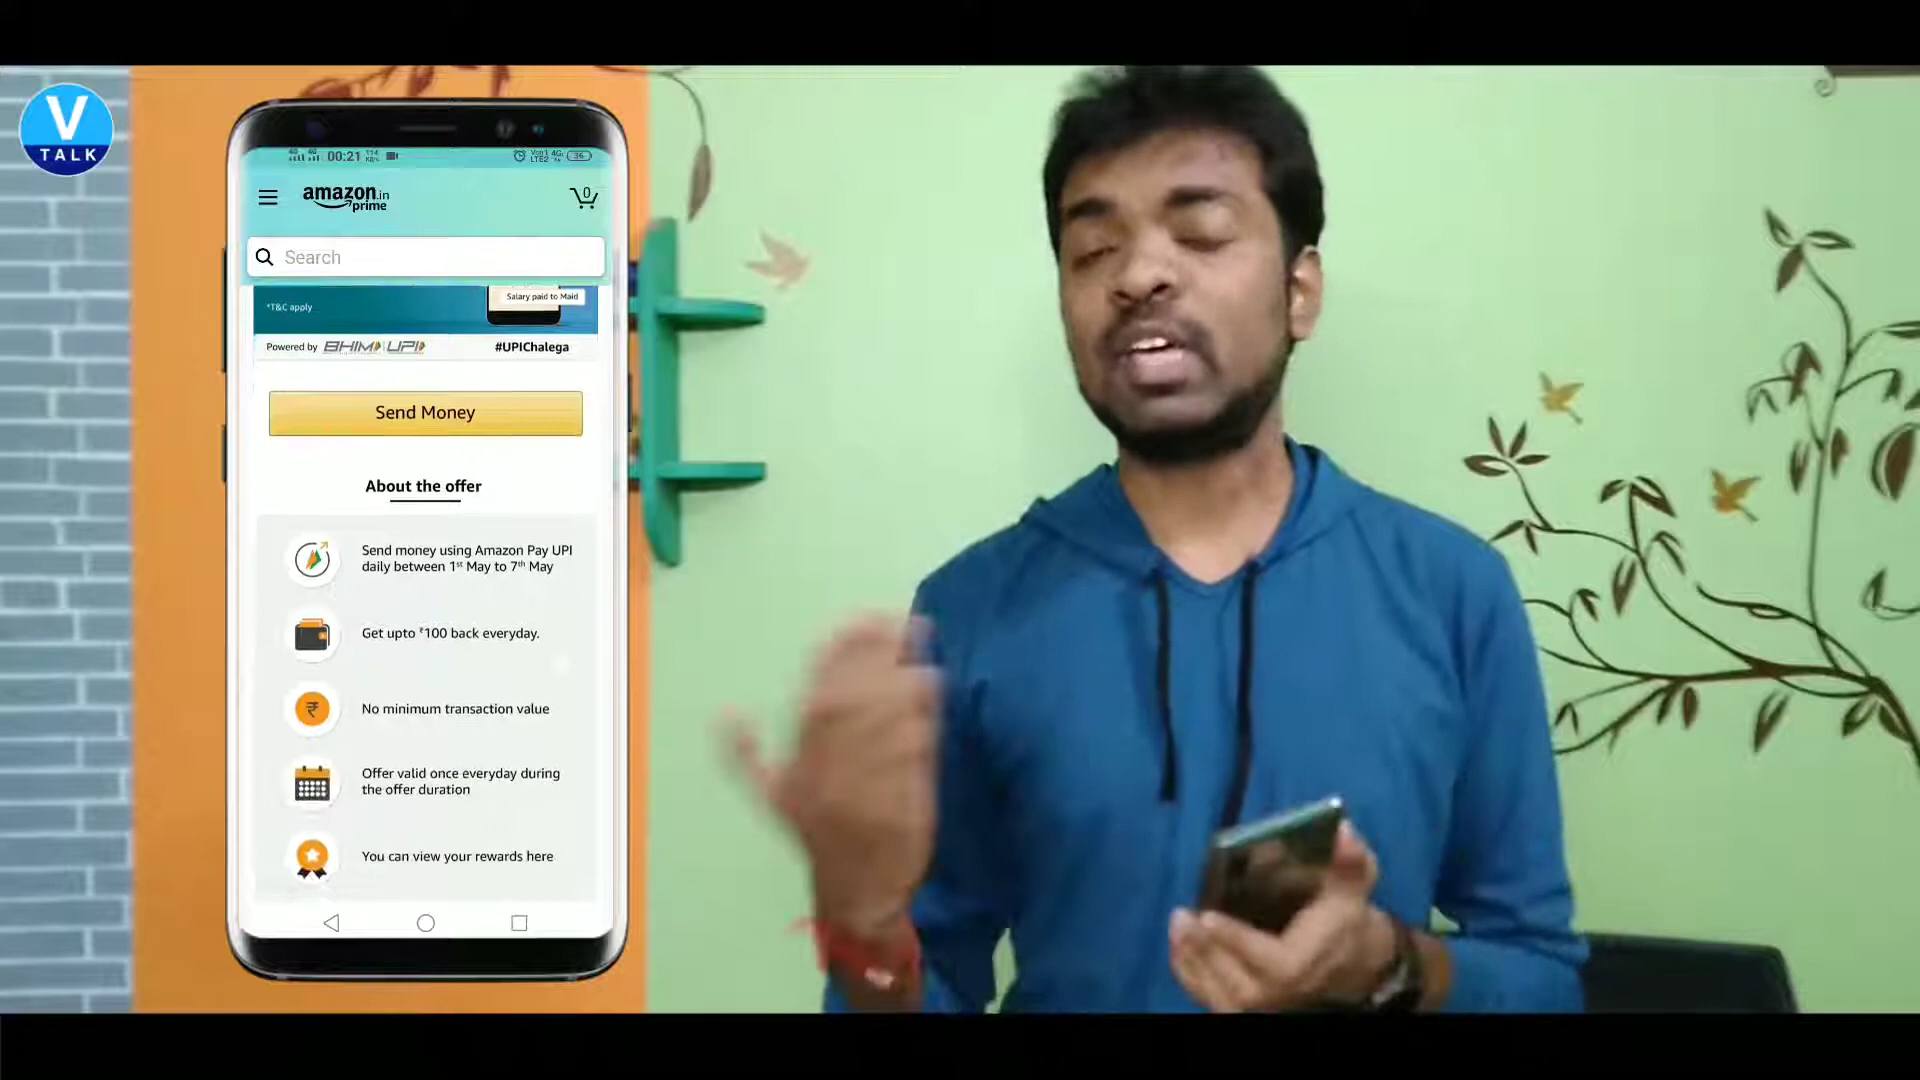 V
TALK
00:21
36
amazon.in
prime
0
Search
*T&C apply
Salary paid to Maid
Powered by BHIM UPI
#UPIChalega
Send Money
About the offer
Send money using Amazon Pay UPI
daily between 1st May to 7th May
Get upto ₹100 back everyday.
No minimum transaction value
Offer valid once everyday during
the offer duration
You can view your rewards here